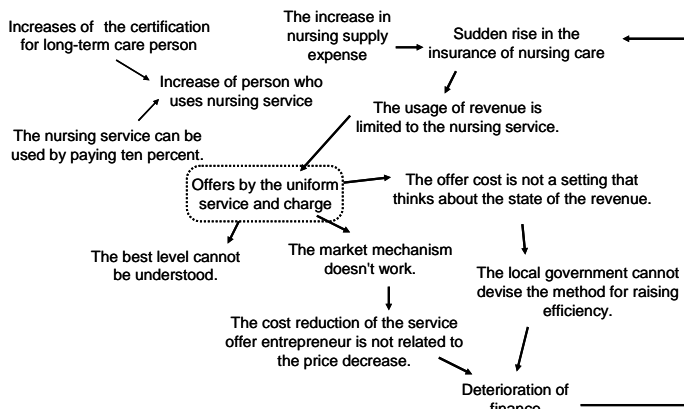 Increases of the certification
for long-term care person
The increase in
nursing supply
expense
Sudden rise in the
insurance of nursing care
Increase of person who
uses nursing service
The usage of revenue is
limited to the nursing service.
The nursing service can be
used by paying ten percent.
Offers by the uniform
service and charge
The offer cost is not a setting that
thinks about the state of the revenue.
The best level cannot
be understood.
The market mechanism
doesn't work.
The local government cannot
devise the method for raising
efficiency.
The cost reduction of the service
offer entrepreneur is not related to
the price decrease.
Deterioration of
finance